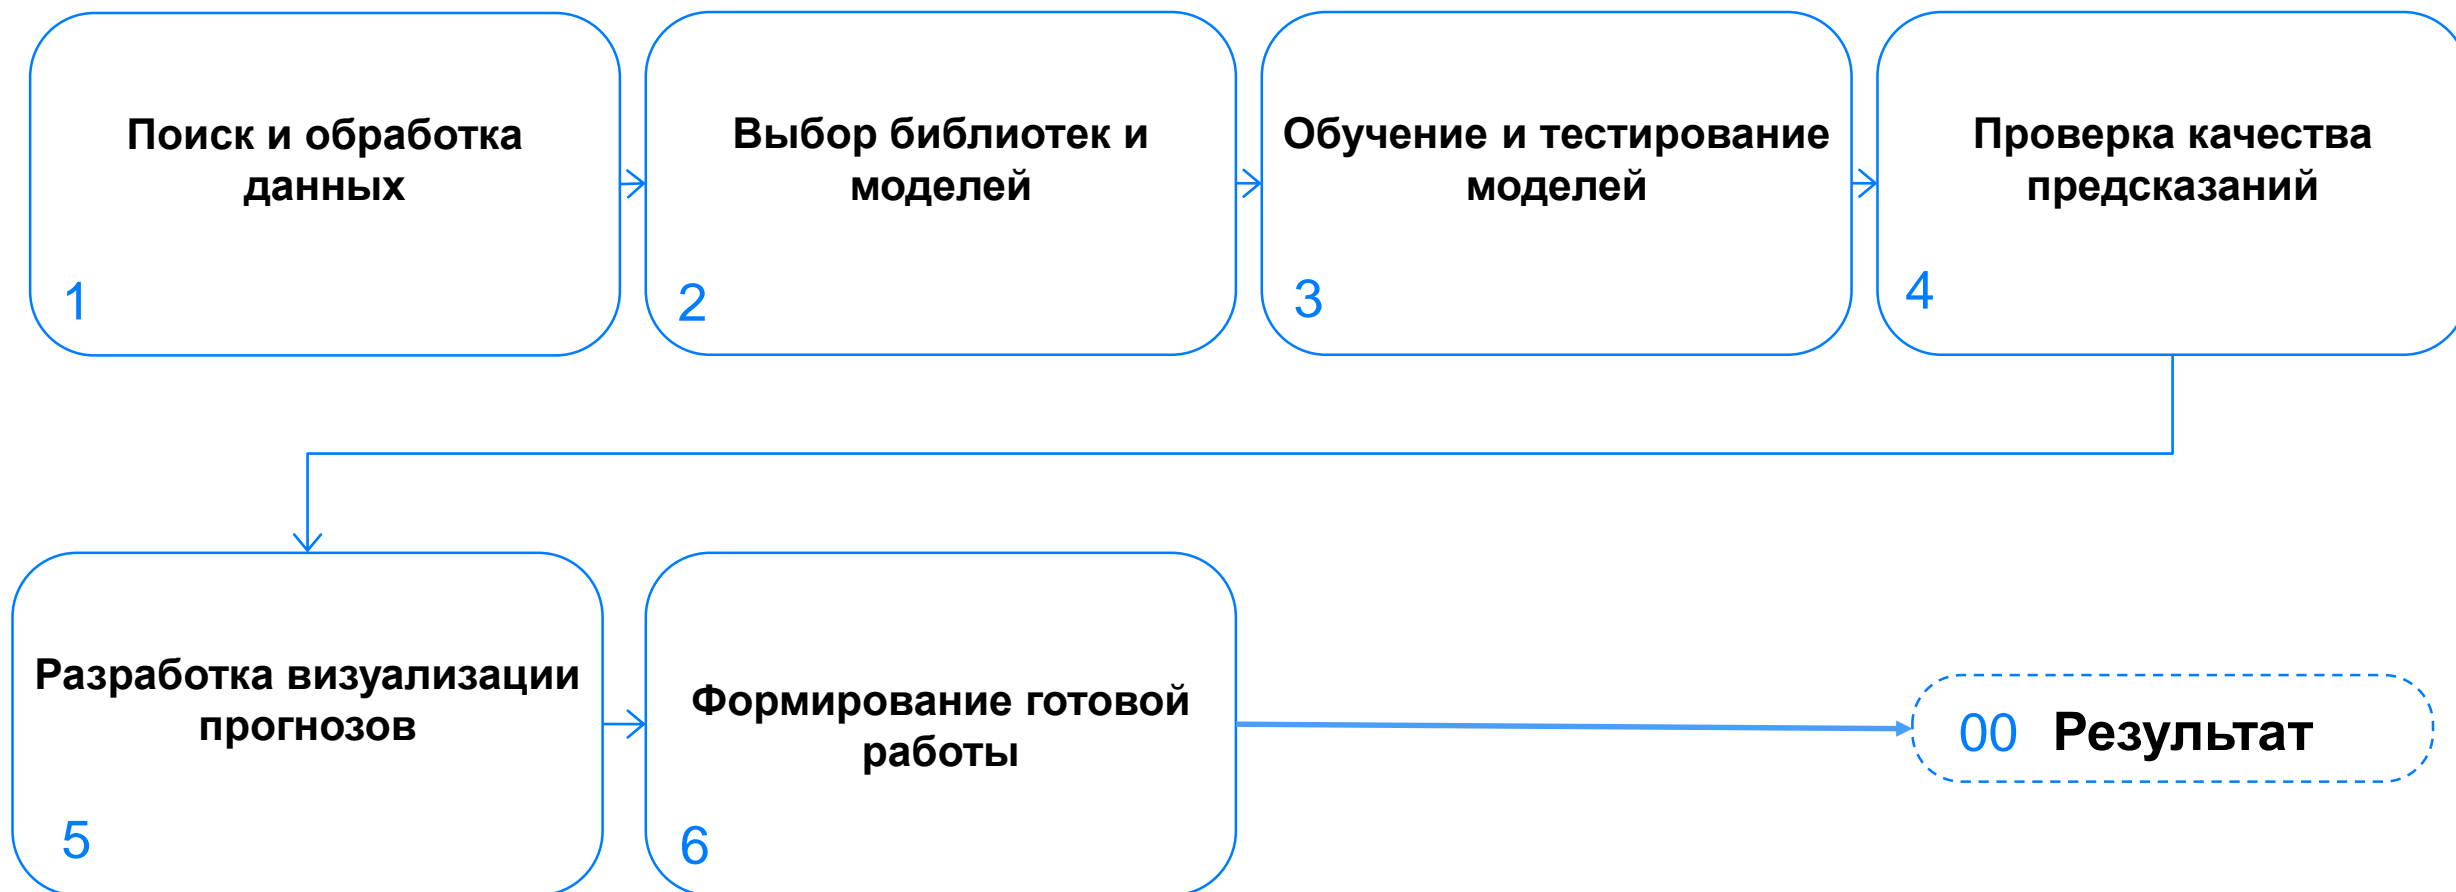 Поиск и обработка
данных
1
Выбор библиотек и
моделей
2
Обучение и тестирование
моделей
3
Проверка качества
предсказаний
4
Разработка визуализации
прогнозов
5
Формирование готовой
работы
6
00 Результат